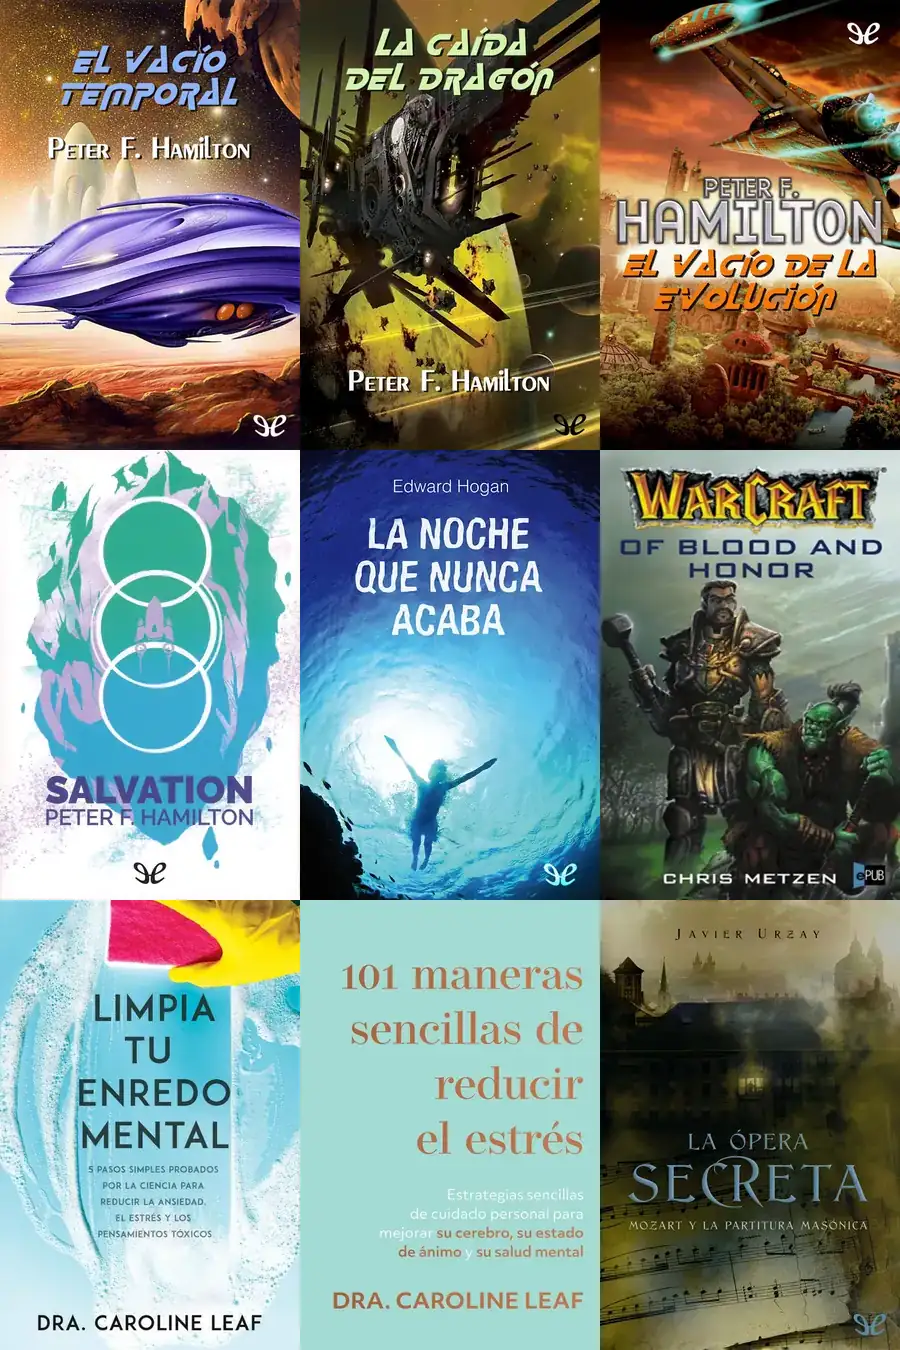 EL VACÍO
TEMPORAL
PETER F. HAMILTON
LA CAÍDA
DEL DRAGÓN
PETER F. HAMILTON
PETER F.
HAMILTON
EL VACÍO DE LA
EVOLUCIÓN
SALVATION
PETER F. HAMILTON
Edward Hogan
LA NOCHE
QUE NUNCA
ACABA
WARCRAFT
OF BLOOD AND
HONOR
CHRIS METZEN
ePUB
LIMPIA
TU
ENREDO
MENTAL
5 PASOS SIMPLES PROBADOS
POR LA CIENCIA PARA
REDUCIR LA ANSIEDAD,
EL ESTRÉS Y LOS
PENSAMIENTOS TÓXICOS
DRA. CAROLINE LEAF
101 maneras
sencillas de
reducir
el estrés
Estrategias sencillas
de cuidado personal para
mejorar su cerebro, su estado
de ánimo y su salud mental
DRA. CAROLINE LEAF
JAVIER URZAY
LA ÓPERA
SECRETA
MOZART Y LA PARTITURA MASÓNICA